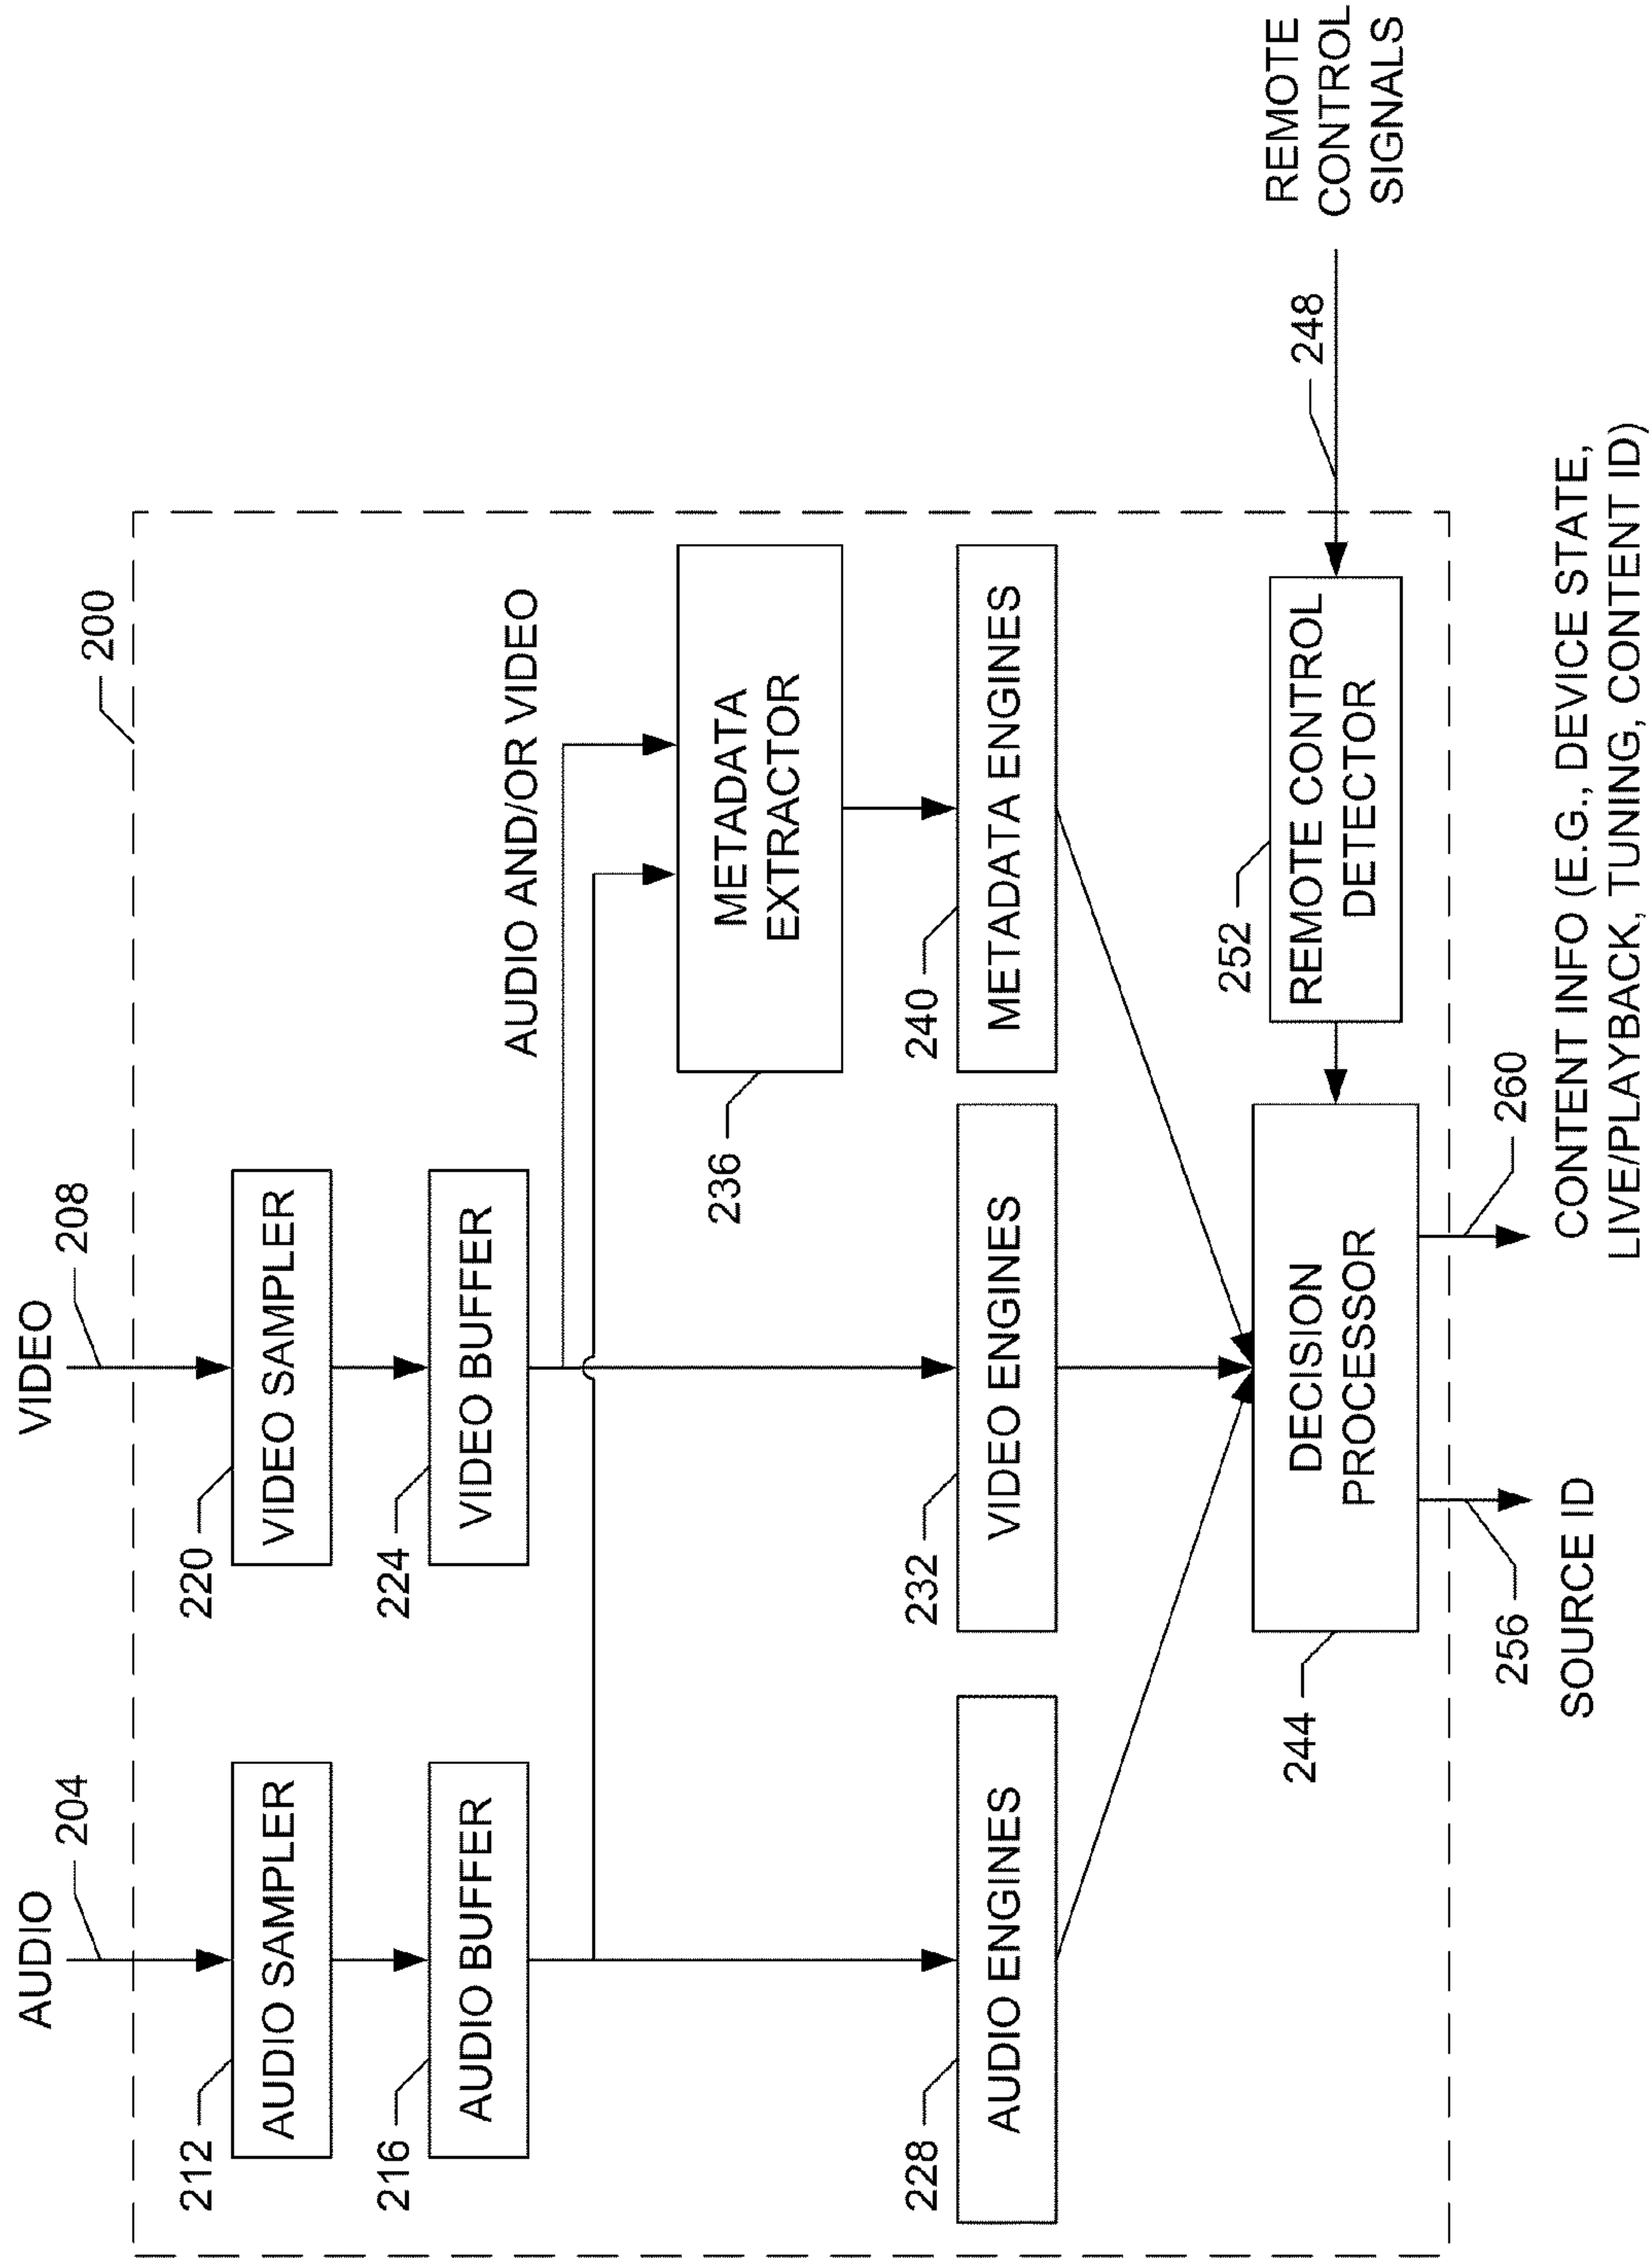 AUDIO
VIDEO
204
208
200
212
AUDIO SAMPLER
220
VIDEO SAMPLER
216
AUDIO BUFFER
224
VIDEO BUFFER
AUDIO AND/OR VIDEO
236
METADATA
EXTRACTOR
228
AUDIO ENGINES
232
VIDEO ENGINES
240
METADATA ENGINES
244
DECISION
PROCESSOR
252
REMOTE CONTROL
DETECTOR
248
REMOTE
CONTROL
SIGNALS
256
SOURCE ID
260
CONTENT INFO (E.G., DEVICE STATE,
LIVE/PLAYBACK, TUNING, CONTENT ID)